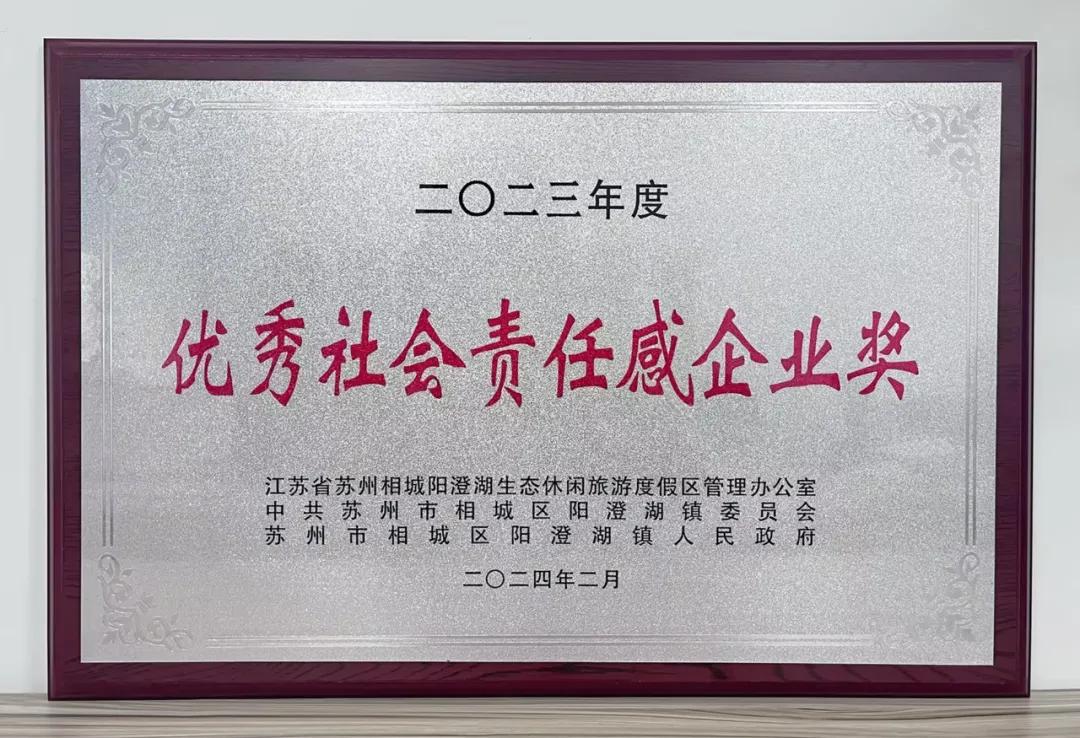 二〇二三年度
优秀社会责任感企业奖
江苏省苏州相城阳澄湖生态休闲旅游度假区管理办公室
中共苏州市相城区阳澄湖镇委员会
苏州市相城区阳澄湖镇人民政府
二〇二四年二月